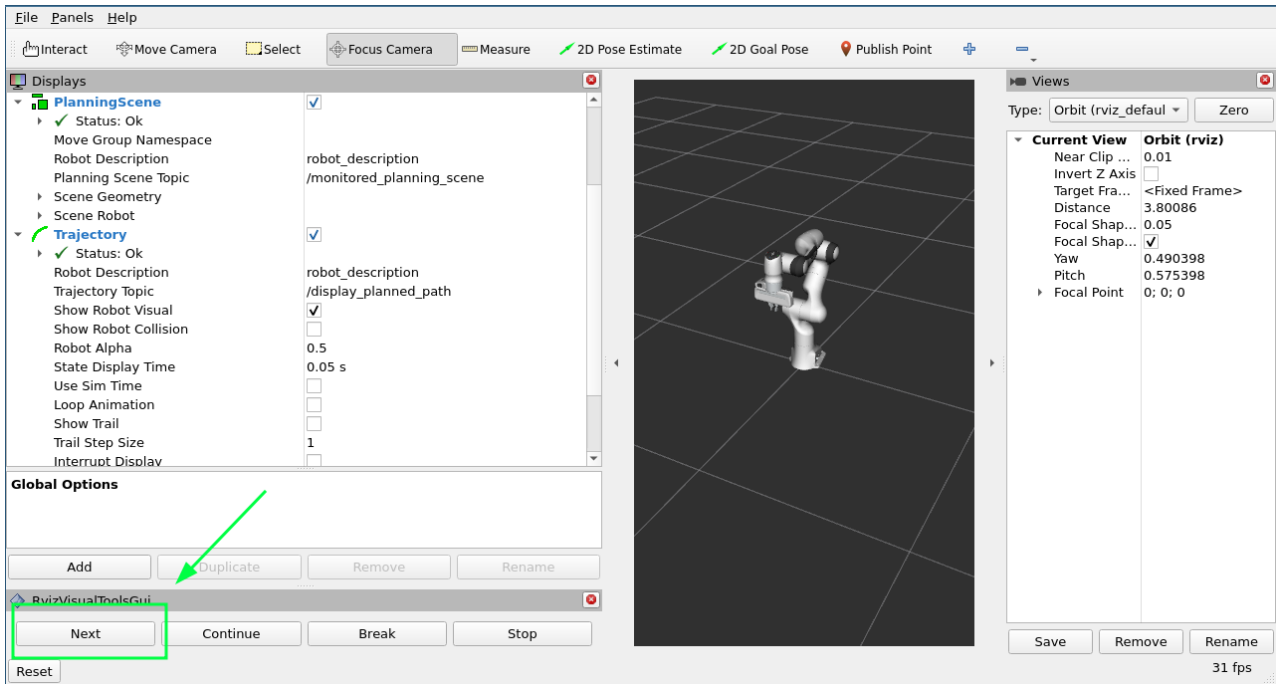 File Panels Help
Interact Move Camera Select Focus Camera Measure 2D Pose Estimate 2D Goal Pose Publish Point
Displays
PlanningScene
Status: Ok
Move Group Namespace
Robot Description robot_description
Planning Scene Topic /monitored_planning_scene
Scene Geometry
Scene Robot
Trajectory
Status: Ok
Robot Description robot_description
Trajectory Topic /display_planned_path
Show Robot Visual
Show Robot Collision
Robot Alpha 0.5
State Display Time 0.05 s
Use Sim Time
Loop Animation
Show Trail
Trail Step Size 1
Interrupt Display
Global Options
Add Duplicate Remove Rename
RvizVisualToolsGui
Next Continue Break Stop
Reset
Views
Type: Orbit (rviz_defaul Zero
Current View Orbit (rviz)
Near Clip ... 0.01
Invert Z Axis
Target Fra... <Fixed Frame>
Distance 3.80086
Focal Shap... 0.05
Focal Shap...
Yaw 0.490398
Pitch 0.575398
Focal Point 0; 0; 0
Save Remove Rename
31 fps